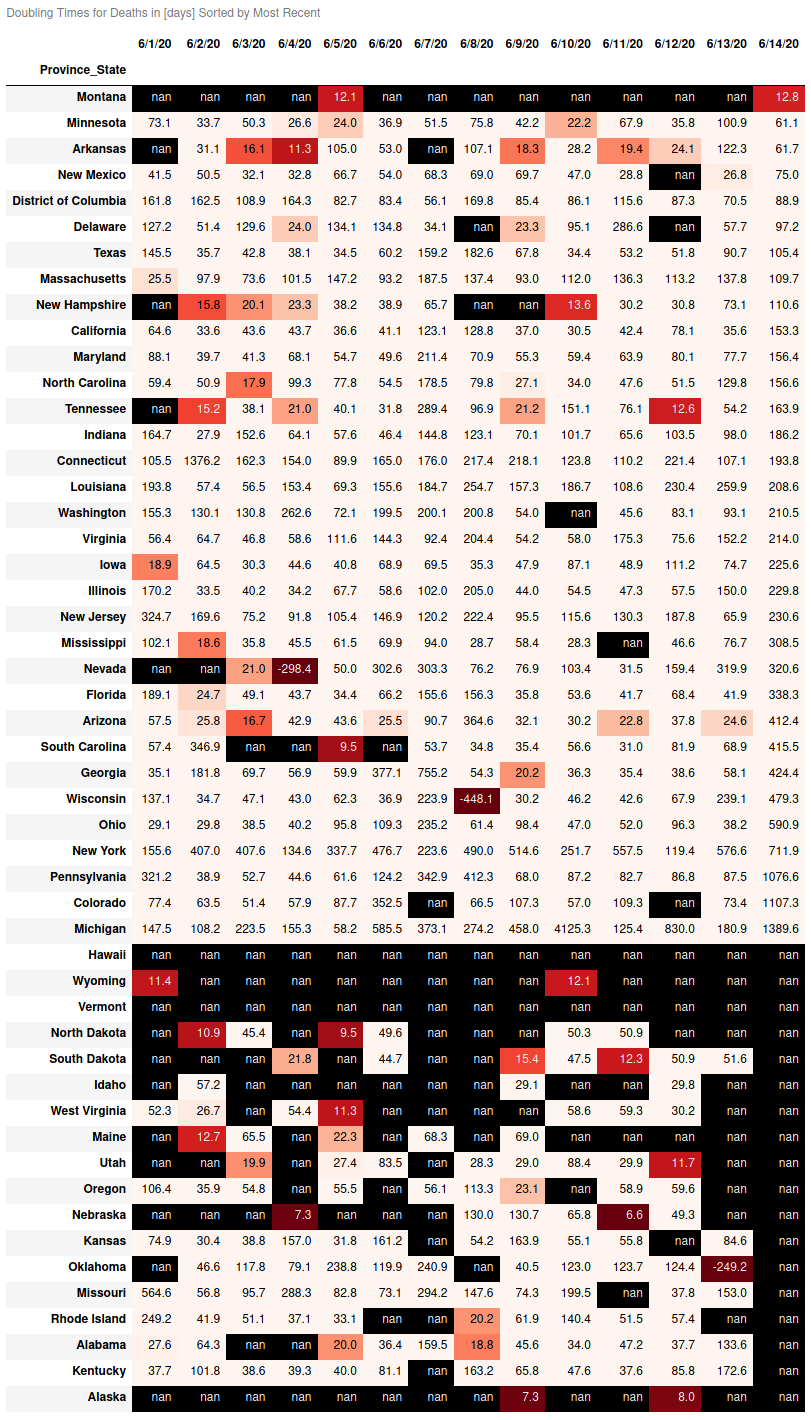 Doubling Times for Deaths in [days] Sorted by Most Recent
6/1/20 6/2/20 6/3/20 6/4/20 6/5/20 6/6/20 6/7/20 6/8/20 6/9/20 6/10/20 6/11/20 6/12/20 6/13/20 6/14/20
Province_State
Montana nan nan nan nan 12.1 nan nan nan nan nan nan nan nan 12.8
Minnesota 73.1 33.7 50.3 26.6 24.0 36.9 51.5 75.8 42.2 22.2 67.9 35.8 100.9 61.1
Arkansas nan 31.1 16.1 11.3 105.0 53.0 nan 107.1 18.3 28.2 19.4 24.1 122.3 61.7
New Mexico 41.5 50.5 32.1 32.8 66.7 54.0 68.3 69.0 69.7 47.0 28.8 nan 26.8 75.0
District of Columbia 161.8 162.5 108.9 164.3 82.7 83.4 56.1 169.8 85.4 86.1 115.6 87.3 70.5 88.9
Delaware 127.2 51.4 129.6 24.0 134.1 134.8 34.1 nan 23.3 95.1 286.6 nan 57.7 97.2
Texas 145.5 35.7 42.8 38.1 34.5 60.2 159.2 182.6 67.8 34.4 53.2 51.8 90.7 105.4
Massachusetts 25.5 97.9 73.6 101.5 147.2 93.2 187.5 137.4 93.0 112.0 136.3 113.2 137.8 109.7
New Hampshire nan 15.8 20.1 23.3 38.2 38.9 65.7 nan nan 13.6 30.2 30.8 73.1 110.6
California 64.6 33.6 43.6 43.7 36.6 41.1 123.1 128.8 37.0 30.5 42.4 78.1 35.6 153.3
Maryland 88.1 39.7 41.3 68.1 54.7 49.6 211.4 70.9 55.3 59.4 63.9 80.1 77.7 156.4
North Carolina 59.4 50.9 17.9 99.3 77.8 54.5 178.5 79.8 27.1 34.0 47.6 51.5 129.8 156.6
Tennessee nan 15.2 38.1 21.0 40.1 31.8 289.4 96.9 21.2 151.1 76.1 12.6 54.2 163.9
Indiana 164.7 27.9 152.6 64.1 57.6 46.4 144.8 123.1 70.1 101.7 65.6 103.5 98.0 186.2
Connecticut 105.5 1376.2 162.3 154.0 89.9 165.0 176.0 217.4 218.1 123.8 110.2 221.4 107.1 193.8
Louisiana 193.8 57.4 56.5 153.4 69.3 155.6 184.7 254.7 157.3 186.7 108.6 230.4 259.9 208.6
Washington 155.3 130.1 130.8 262.6 72.1 199.5 200.1 200.8 54.0 nan 45.6 83.1 93.1 210.5
Virginia 56.4 64.7 46.8 58.6 111.6 144.3 92.4 204.4 54.2 58.0 175.3 75.6 152.2 214.0
Iowa 18.9 64.5 30.3 44.6 40.8 68.9 69.5 35.3 47.9 87.1 48.9 111.2 74.7 225.6
Illinois 170.2 33.5 40.2 34.2 67.7 58.6 102.0 205.0 44.0 54.5 47.3 57.5 150.0 229.8
New Jersey 324.7 169.6 75.2 91.8 105.4 146.9 120.2 222.4 95.5 115.6 130.3 187.8 65.9 230.6
Mississippi 102.1 18.6 35.8 45.5 61.5 69.9 94.0 28.7 58.4 28.3 nan 46.6 76.7 308.5
Nevada nan nan 21.0 -298.4 50.0 302.6 303.3 76.2 76.9 103.4 31.5 159.4 319.9 320.6
Florida 189.1 24.7 49.1 43.7 34.4 66.2 155.6 156.3 35.8 53.6 41.7 68.4 41.9 338.3
Arizona 57.5 25.8 16.7 42.9 43.6 25.5 90.7 364.6 32.1 30.2 22.8 37.8 24.6 412.4
South Carolina 57.4 346.9 nan nan 9.5 nan 53.7 34.8 35.4 56.6 31.0 81.9 68.9 415.5
Georgia 35.1 181.8 69.7 56.9 59.9 377.1 755.2 54.3 20.2 36.3 35.4 38.6 58.1 424.4
Wisconsin 137.1 34.7 47.1 43.0 62.3 36.9 223.9 -448.1 30.2 46.2 42.6 67.9 239.1 479.3
Ohio 29.1 29.8 38.5 40.2 95.8 109.3 235.2 61.4 98.4 47.0 52.0 96.3 38.2 590.9
New York 155.6 407.0 407.6 134.6 337.7 476.7 223.6 490.0 514.6 251.7 557.5 119.4 576.6 711.9
Pennsylvania 321.2 38.9 52.7 44.6 61.6 124.2 342.9 412.3 68.0 87.2 82.7 86.8 87.5 1076.6
Colorado 77.4 63.5 51.4 57.9 87.7 352.5 nan 66.5 107.3 57.0 109.3 nan 73.4 1107.3
Michigan 147.5 108.2 223.5 155.3 58.2 585.5 373.1 274.2 458.0 4125.3 125.4 830.0 180.9 1389.6
Hawaii nan nan nan nan nan nan nan nan nan nan nan nan nan nan
Wyoming 11.4 nan nan nan nan nan nan nan nan 12.1 nan nan nan nan
Vermont nan nan nan nan nan nan nan nan nan nan nan nan nan nan
North Dakota nan 10.9 45.4 nan 9.5 49.6 nan nan nan 50.3 50.9 nan nan nan
South Dakota nan nan nan 21.8 nan 44.7 nan nan 15.4 47.5 12.3 50.9 51.6 nan
Idaho nan 57.2 nan nan nan nan nan nan 29.1 nan nan 29.8 nan nan
West Virginia 52.3 26.7 nan 54.4 11.3 nan nan nan nan 58.6 59.3 30.2 nan nan
Maine nan 12.7 65.5 nan 22.3 nan 68.3 nan 69.0 nan nan nan nan nan
Utah nan nan 19.9 nan 27.4 83.5 nan 28.3 29.0 88.4 29.9 11.7 nan nan
Oregon 106.4 35.9 54.8 nan 55.5 nan 56.1 113.3 23.1 nan 58.9 59.6 nan nan
Nebraska nan nan nan 7.3 nan nan nan 130.0 130.7 65.8 6.6 49.3 nan nan
Kansas 74.9 30.4 38.8 157.0 31.8 161.2 nan 54.2 163.9 55.1 55.8 nan 84.6 nan
Oklahoma nan 46.6 117.8 79.1 238.8 119.9 240.9 nan 40.5 123.0 123.7 124.4 -249.2 nan
Missouri 564.6 56.8 95.7 288.3 82.8 73.1 294.2 147.6 74.3 199.5 nan 37.8 153.0 nan
Rhode Island 249.2 41.9 51.1 37.1 33.1 nan nan 20.2 61.9 140.4 51.5 57.4 nan nan
Alabama 27.6 64.3 nan nan 20.0 36.4 159.5 18.8 45.6 34.0 47.2 37.7 133.6 nan
Kentucky 37.7 101.8 38.6 39.3 40.0 81.1 nan 163.2 65.8 47.6 37.6 85.8 172.6 nan
Alaska nan nan nan nan nan nan nan nan 7.3 nan nan 8.0 nan nan